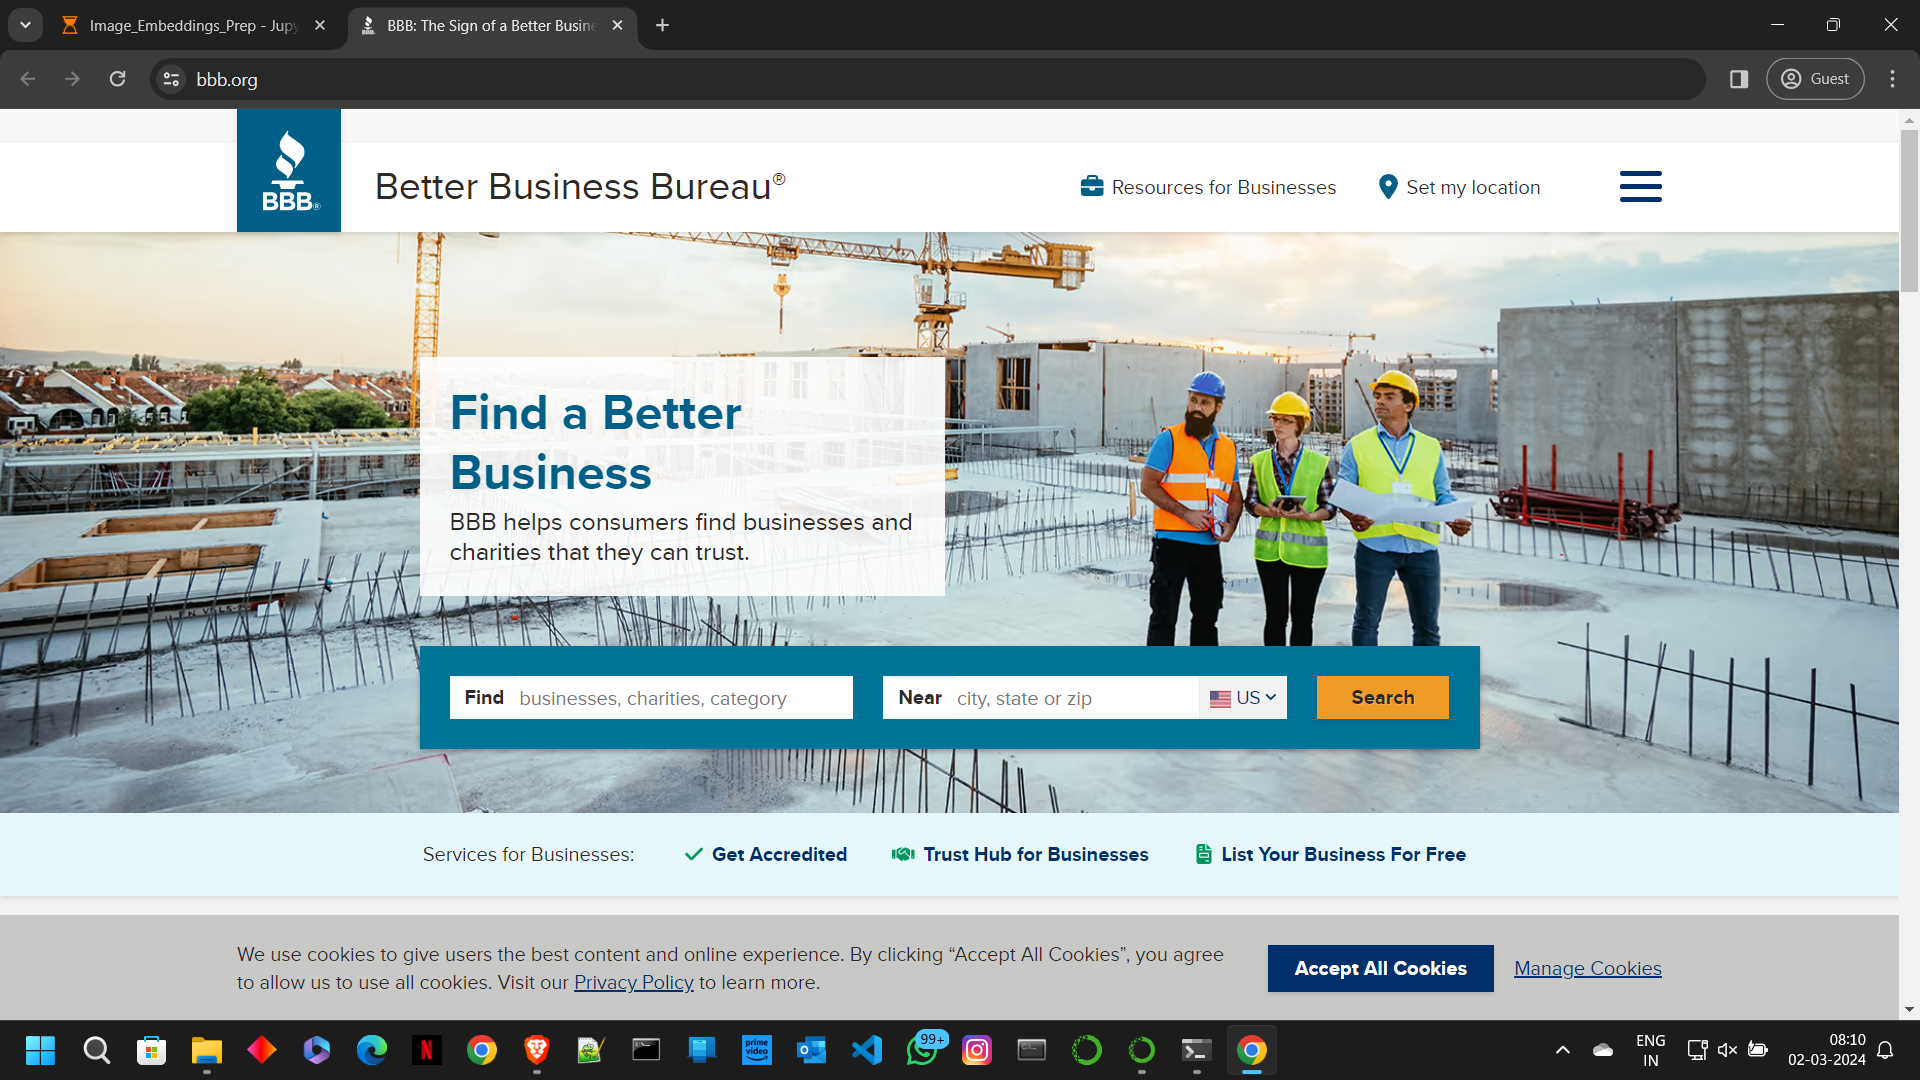 Image_Embeddings_Prep - Jupy
BBB: The Sign of a Better Busine
bbb.org
Guest
BBB®
Better Business Bureau®
Resources for Businesses
Set my location
Find a Better
Business
BBB helps consumers find businesses and
charities that they can trust.
Find businesses, charities, category
Near city, state or zip
US
Search
Services for Businesses:
Get Accredited
Trust Hub for Businesses
List Your Business For Free
We use cookies to give users the best content and online experience. By clicking “Accept All Cookies”, you agree
to allow us to use all cookies. Visit our Privacy Policy to learn more.
Accept All Cookies
Manage Cookies
N
prime
video
99+
ENG
IN
08:10
02-03-2024